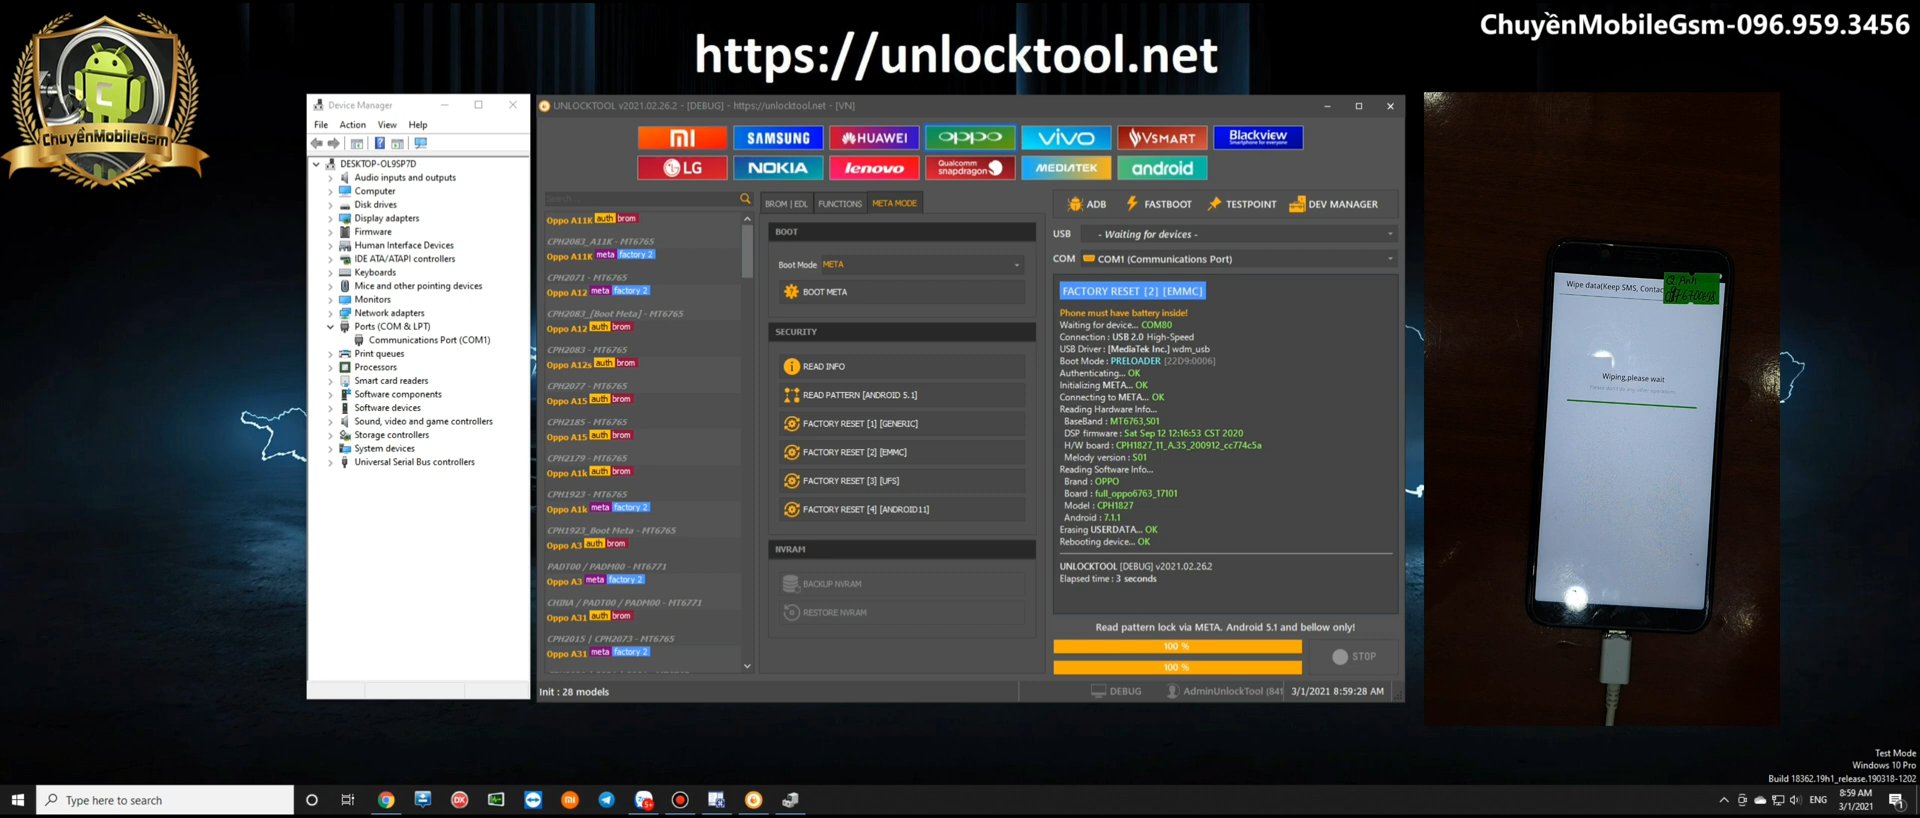 ChuyềnMobileGsm-096.959.3456
https://unlocktool.net
ChuyềnMobileGsm
Device Manager
File Action View Help
DESKTOP-OL9SP7D
Audio inputs and outputs
Computer
Disk drives
Display adapters
Firmware
Human Interface Devices
IDE ATA/ATAPI controllers
Keyboards
Mice and other pointing devices
Monitors
Network adapters
Ports (COM & LPT)
Communications Port (COM1)
Print queues
Processors
Smart card readers
Software components
Software devices
Sound, video and game controllers
Storage controllers
System devices
Universal Serial Bus controllers
UNLOCKTOOL v2021.02.26.2 - [DEBUG] - https://unlocktool.net - [VN]
MI SAMSUNG HUAWEI OPPO VIVO VSMART Blackview
Smartphone for everyone
LG NOKIA lenovo Qualcomm snapdragon MEDIATEK android
Oppo A11K auth brom
CPH2083_A11K - MT6765
Oppo A11K meta factory 2
CPH2071 - MT6765
Oppo A12 meta factory 2
CPH2083_[Boot Meta] - MT6765
Oppo A12 auth brom
CPH2083 - MT6765
Oppo A12s auth brom
CPH2077 - MT6765
Oppo A15 auth brom
CPH2185 - MT6765
Oppo A15 auth brom
CPH2179 - MT6765
Oppo A1k auth brom
CPH1923 - MT6765
Oppo A1k meta factory 2
CPH1923_Boot Meta - MT6765
Oppo A3 auth brom
PADT00 / PADM00 - MT6771
Oppo A3 meta factory 2
CHINA / PADT00 / PADM00 - MT6771
Oppo A31 auth brom
CPH2015 | CPH2073 - MT6765
Oppo A31 meta factory 2
Init : 28 models
BROM | EDL FUNCTIONS META MODE
BOOT
Boot Mode META
BOOT META
SECURITY
READ INFO
READ PATTERN [ANDROID 5.1]
FACTORY RESET [1] [GENERIC]
FACTORY RESET [2] [EMMC]
FACTORY RESET [3] [UFS]
FACTORY RESET [4] [ANDROID11]
NVRAM
BACKUP NVRAM
RESTORE NVRAM
ADB FASTBOOT TESTPOINT DEV MANAGER
USB - Waiting for devices -
COM COM1 (Communications Port)
FACTORY RESET [2] [EMMC]
Phone must have battery inside!
Waiting for device... COM80
Connection : USB 2.0 High-Speed
USB Driver : [MediaTek Inc.] wdm_usb
Boot Mode : PRELOADER [22D9:0006]
Authenticating... OK
Initializing META... OK
Connecting to META... OK
Reading Hardware Info...
BaseBand : MT6763_S01
DSP firmware : Sat Sep 12 12:16:53 CST 2020
H/W board : CPH1827_11_A.35_200912_cc774c5a
Melody version : S01
Reading Software Info...
Brand : OPPO
Board : full_oppo6763_17101
Model : CPH1827
Android : 7.1.1
Erasing USERDATA... OK
Rebooting device... OK
UNLOCKTOOL [DEBUG] v2021.02.26.2
Elapsed time : 3 seconds
Read pattern lock via META. Android 5.1 and bellow only!
100 %
100 %
STOP
DEBUG AdminUnlockTool (841 3/1/2021 8:59:28 AM
Wipe data(Keep SMS, Contac
Wiping,please wait
Test Mode
Windows 10 Pro
Build 18362.19h1_release.190318-1202
Type here to search
ENG
8:59 AM
3/1/2021